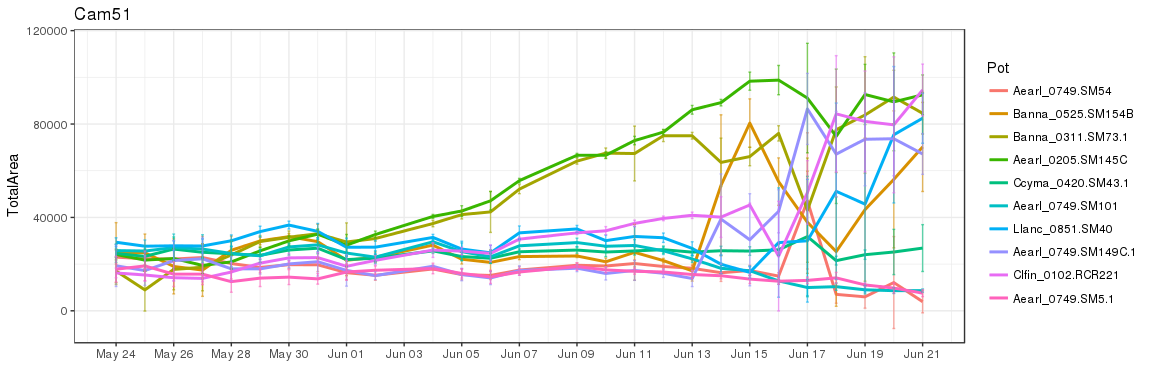 Cam51
TotalArea
120000
80000
40000
0
May 24
May 26
May 28
May 30
Jun 01
Jun 03
Jun 05
Jun 07
Jun 09
Jun 11
Jun 13
Jun 15
Jun 17
Jun 19
Jun 21
Pot
Aearl_0749.SM54
Banna_0525.SM154B
Banna_0311.SM73.1
Aearl_0205.SM145C
Ccyma_0420.SM43.1
Aearl_0749.SM101
Llanc_0851.SM40
Aearl_0749.SM149C.1
Clfin_0102.RCR221
Aearl_0749.SM5.1